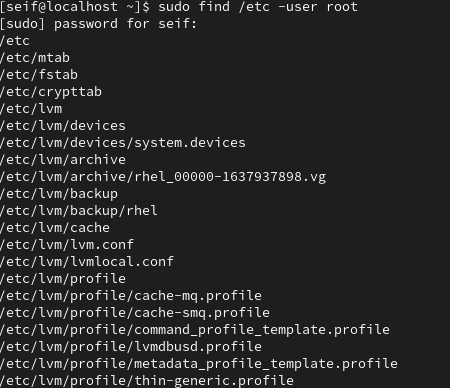 [seif@localhost ~]$ sudo find /etc -user root
[sudo] password for seif:
/etc
/etc/mtab
/etc/fstab
/etc/crypttab
/etc/lvm
/etc/lvm/devices
/etc/lvm/devices/system.devices
/etc/lvm/archive
/etc/lvm/archive/rhel_00000-1637937898.vg
/etc/lvm/backup
/etc/lvm/backup/rhel
/etc/lvm/cache
/etc/lvm/lvm.conf
/etc/lvm/lvmlocal.conf
/etc/lvm/profile
/etc/lvm/profile/cache-mq.profile
/etc/lvm/profile/cache-smq.profile
/etc/lvm/profile/command_profile_template.profile
/etc/lvm/profile/lvmdbusd.profile
/etc/lvm/profile/metadata_profile_template.profile
/etc/lvm/profile/thin-generic.profile